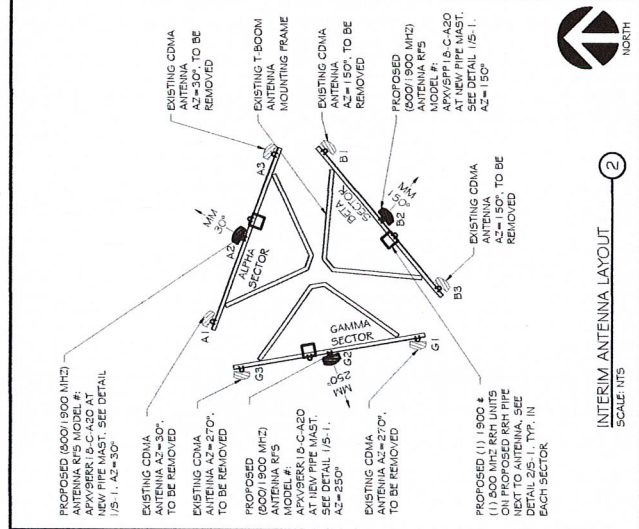 PROPOSED (800/1900 MHZ)
ANTENNA RFS MODEL #:
APXV9ERR18-C-A20 AT
NEW PIPE MAST. SEE DETAIL
1/S-1. AZ=30°
EXISTING CDMA
ANTENNA AZ=30°,
TO BE REMOVED
EXISTING CDMA
ANTENNA AZ=270°,
TO BE REMOVED
PROPOSED
(800/1900 MHZ)
ANTENNA RFS
MODEL #:
APXV9ERR18-C-A20
AT NEW PIPE MAST.
SEE DETAIL 1/S-1.
AZ=250°
EXISTING CDMA
ANTENNA AZ=270°,
TO BE REMOVED
PROPOSED (1) 1900 &
(1) 800 MHZ RRH UNITS
ON PROPOSED RRH PIPE
NEXT TO ANTENNA, SEE
DETAIL 2/S-1, TYP. IN
EACH SECTOR
A1
A2
A3
MM
30°
ALPHA
SECTOR
G3
G2
G1
GAMMA
SECTOR
MM
250°
B1
B2
B3
BETA
SECTOR
MM
150°
EXISTING CDMA
ANTENNA
AZ=30°, TO BE
REMOVED
EXISTING T-BOOM
ANTENNA
MOUNTING FRAME
EXISTING CDMA
ANTENNA
AZ=150°, TO BE
REMOVED
PROPOSED
(800/1900 MHZ)
ANTENNA RFS
MODEL #:
APXVSPP18-C-A20
AT NEW PIPE MAST.
SEE DETAIL 1/S-1.
AZ=150°
EXISTING CDMA
ANTENNA
AZ=150°, TO BE
REMOVED
INTERIM ANTENNA LAYOUT
SCALE: NTS
2
NORTH